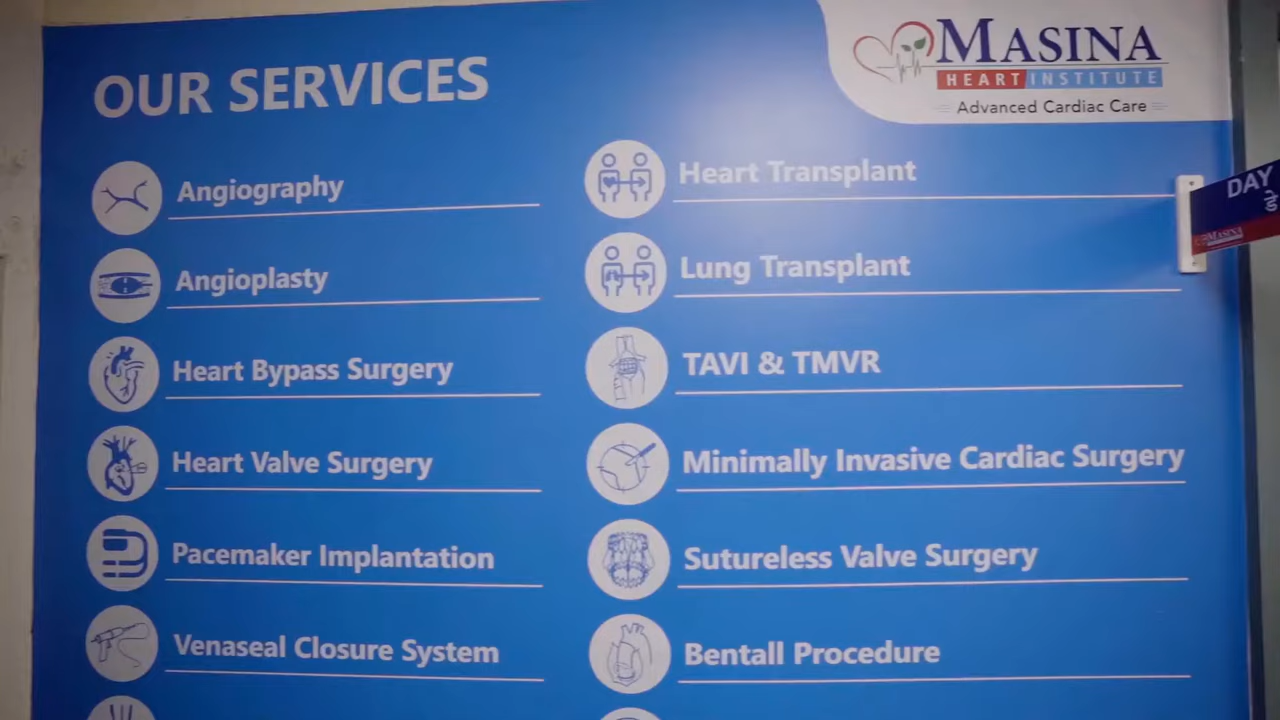 OUR SERVICES
MASINA
HEART INSTITUTE
Advanced Cardiac Care
Angiography
Angioplasty
Heart Bypass Surgery
Heart Valve Surgery
Pacemaker Implantation
Venaseal Closure System
Heart Transplant
Lung Transplant
TAVI & TMVR
Minimally Invasive Cardiac Surgery
Sutureless Valve Surgery
Bentall Procedure
DAY
MASINA